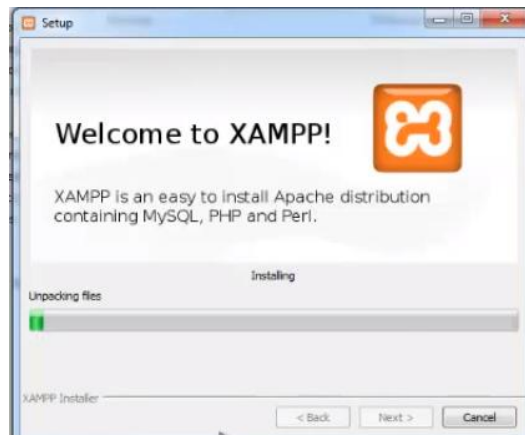 Setup
Welcome to XAMPP!
XAMPP is an easy to install Apache distribution
containing MySQL, PHP and Perl.
Installing
Unpacking files
XAMPP Installer
< Back
Next >
Cancel